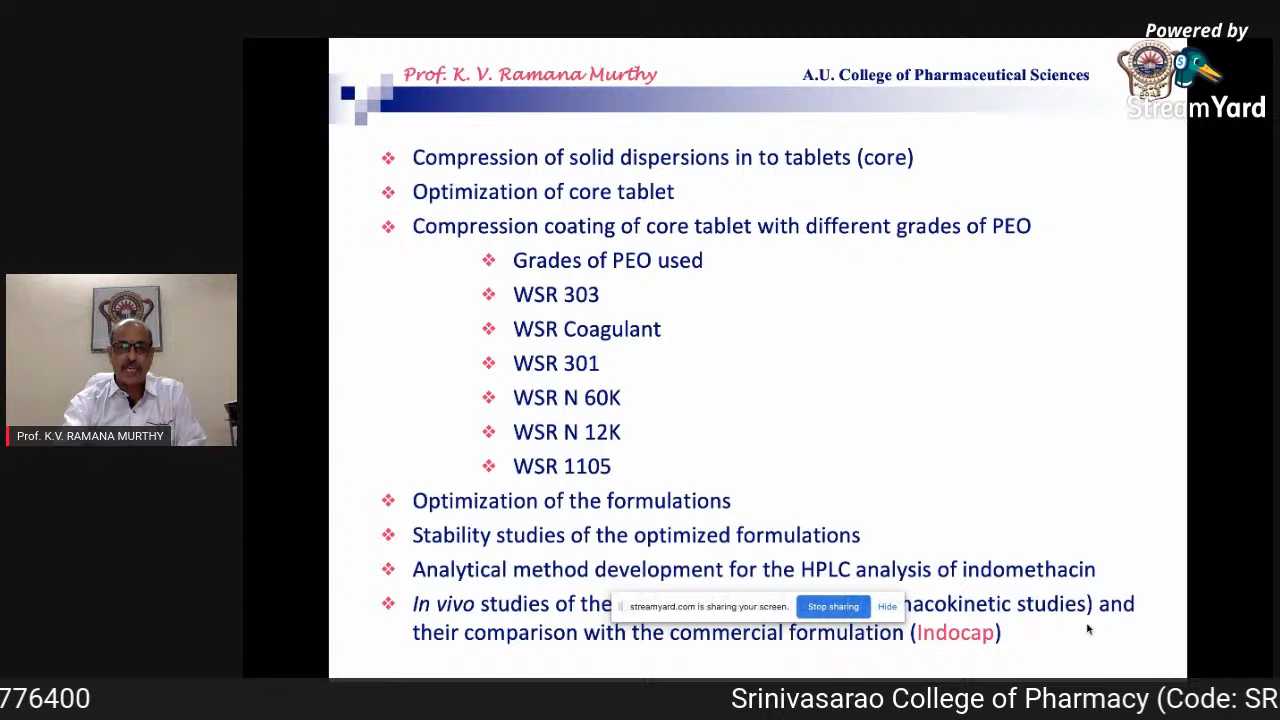 Powered by
StreamYard
Prof. K. V. Ramana Murthy
A.U. College of Pharmaceutical Sciences
Compression of solid dispersions in to tablets (core)
Optimization of core tablet
Compression coating of core tablet with different grades of PEO
Grades of PEO used
WSR 303
WSR Coagulant
WSR 301
WSR N 60K
WSR N 12K
WSR 1105
Optimization of the formulations
Stability studies of the optimized formulations
Analytical method development for the HPLC analysis of indomethacin
In vivo studies of the
streamyard.com is sharing your screen. Stop sharing Hide
nacokinetic studies) and
their comparison with the commercial formulation (Indocap)
Prof. K.V. RAMANA MURTHY
776400 Srinivasarao College of Pharmacy (Code: SR